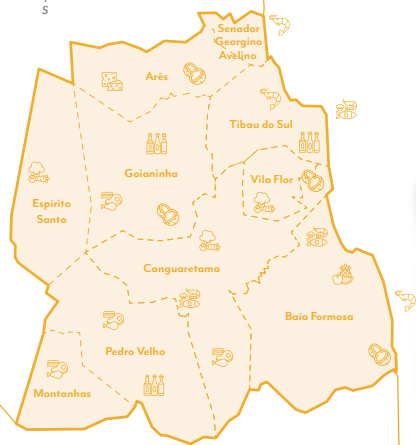 S
Senador
Georgino
Avelino
Arês
Tibau do Sul
Goianinha
Vila Flor
Espírito
Santo
Canguaretama
Baía Formosa
Pedro Velho
Montanhas